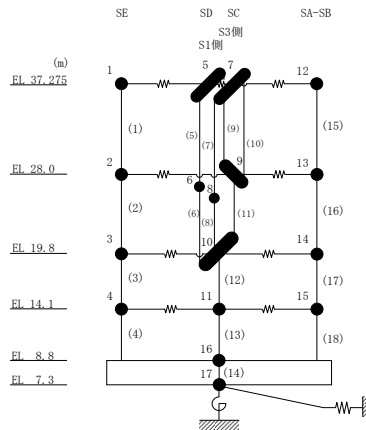 SE SD SC SA-SB
S1側 S3側
(m)
EL 37.275 1 5 7 12
(1) (5) (7) (9) (10) (15)
EL 28.0 2 6 8 9 13
(2) (6) (8) (11) (16)
EL 19.8 3 10 14
(3) (12) (17)
EL 14.1 4 11 15
(4) (13) (18)
EL 8.8 16
EL 7.3 17 (14)